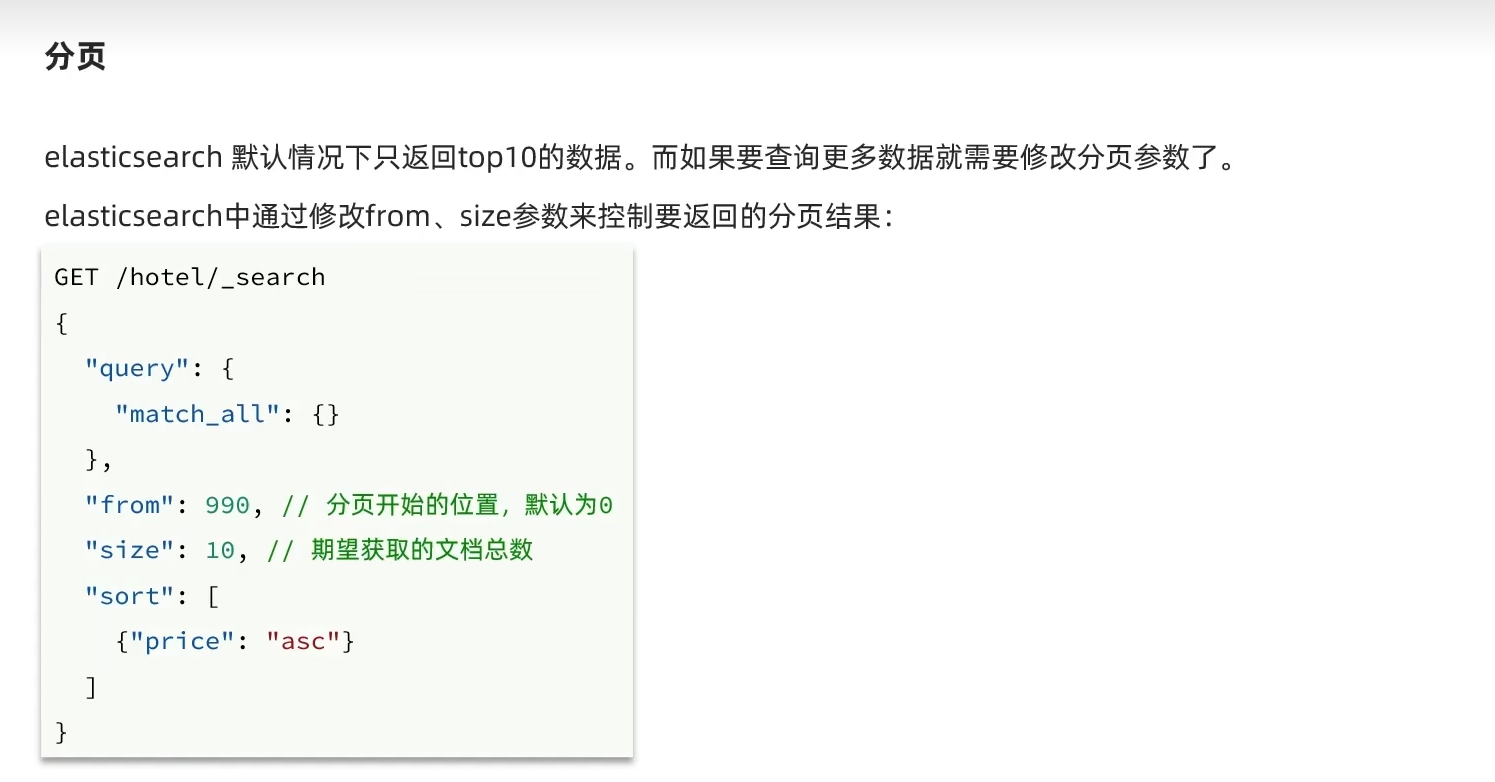 分页
elasticsearch 默认情况下只返回top10的数据。而如果要查询更多数据就需要修改分页参数了。
elasticsearch中通过修改from、size参数来控制要返回的分页结果：
GET /hotel/_search
{
  "query": {
    "match_all": {}
  },
  "from": 990, // 分页开始的位置，默认为0
  "size": 10, // 期望获取的文档总数
  "sort": [
    {"price": "asc"}
  ]
}